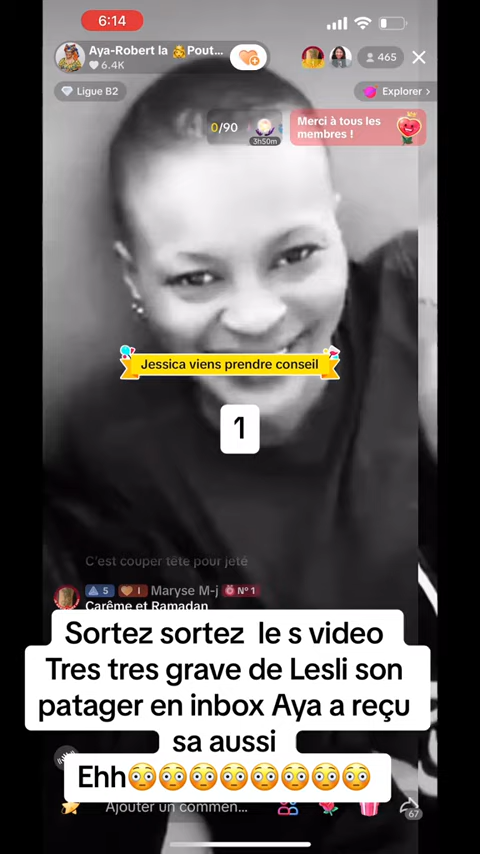 6:14
Aya-Robert la 🤷Pout...
6.4K
465
Ligue B2
Explorer >
0/90
3h50m
Merci à tous les
membres !
Jessica viens prendre conseil
1
C'est couper tête pour jeté
5 I Maryse M-j N° 1
Carême et Ramadan
Sortez sortez le s video
Tres tres grave de Lesli son
patager en inbox Aya a reçu
sa aussi
Ehh😳😳😳😳😳😳😳😳
Ajouter un commen...
67